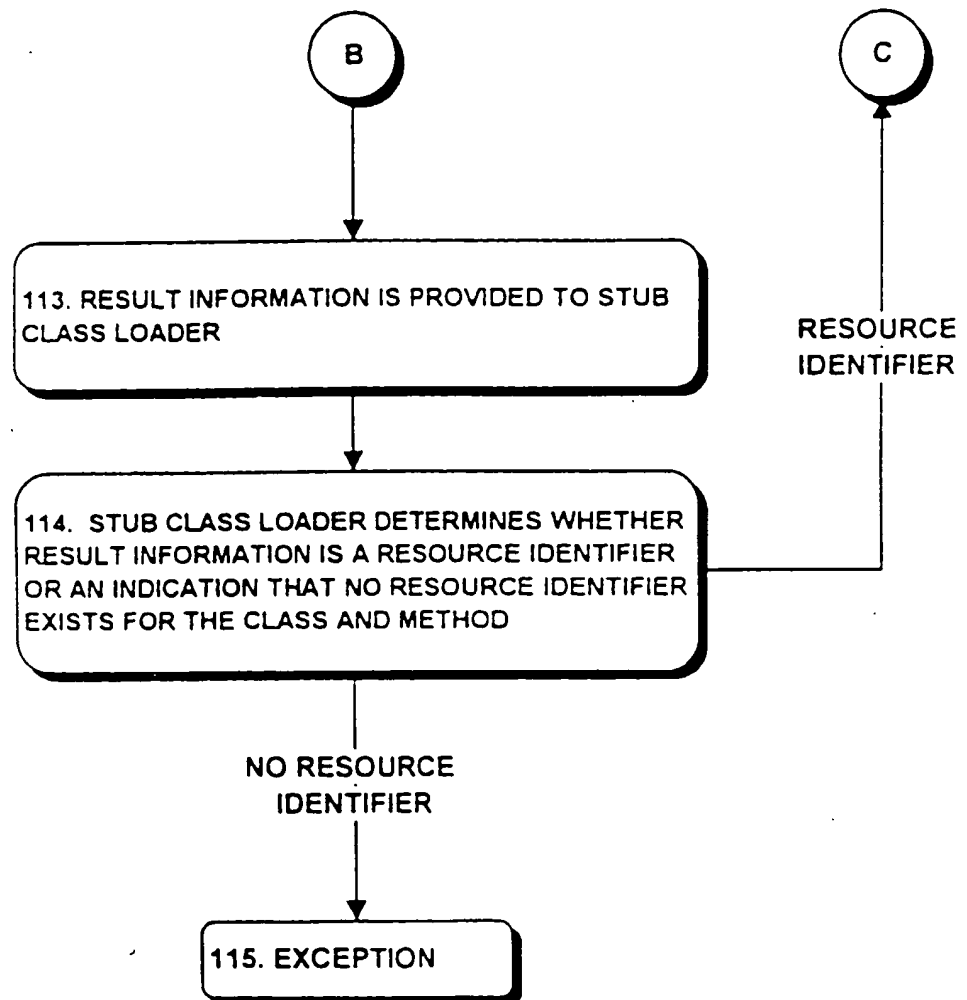 B
C
113. RESULT INFORMATION IS PROVIDED TO STUB
CLASS LOADER
RESOURCE
IDENTIFIER
114. STUB CLASS LOADER DETERMINES WHETHER
RESULT INFORMATION IS A RESOURCE IDENTIFIER
OR AN INDICATION THAT NO RESOURCE IDENTIFIER
EXISTS FOR THE CLASS AND METHOD
NO RESOURCE
IDENTIFIER
115. EXCEPTION